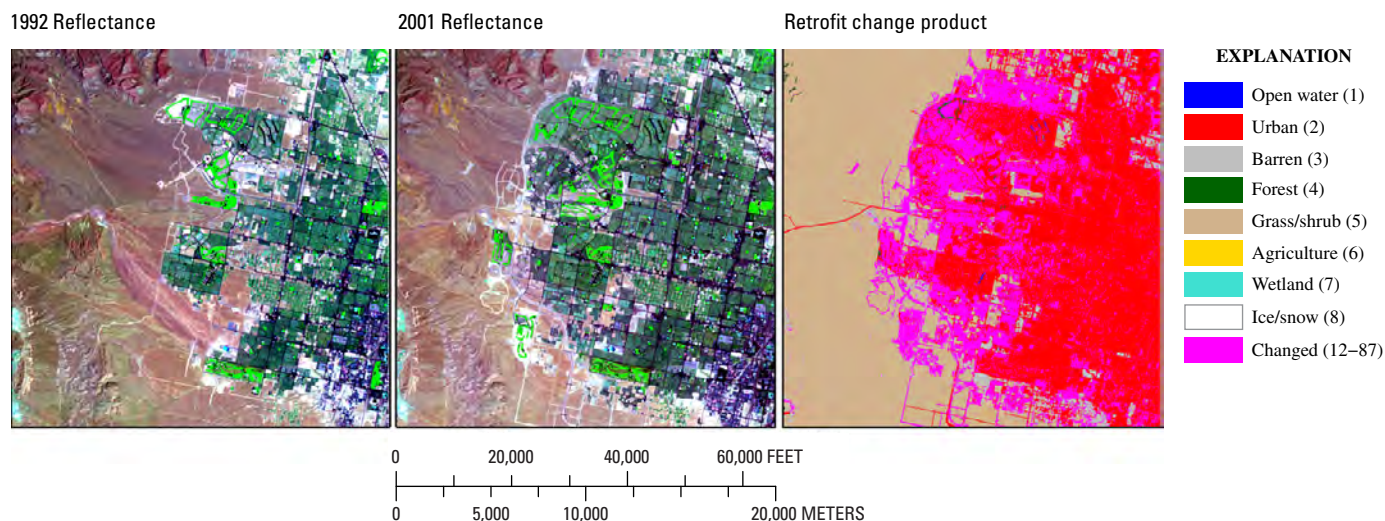 1992 Reflectance
2001 Reflectance
Retrofit change product
EXPLANATION
Open water (1)
Urban (2)
Barren (3)
Forest (4)
Grass/shrub (5)
Agriculture (6)
Wetland (7)
Ice/snow (8)
Changed (12–87)
0 20,000 40,000 60,000 FEET
0 5,000 10,000 20,000 METERS